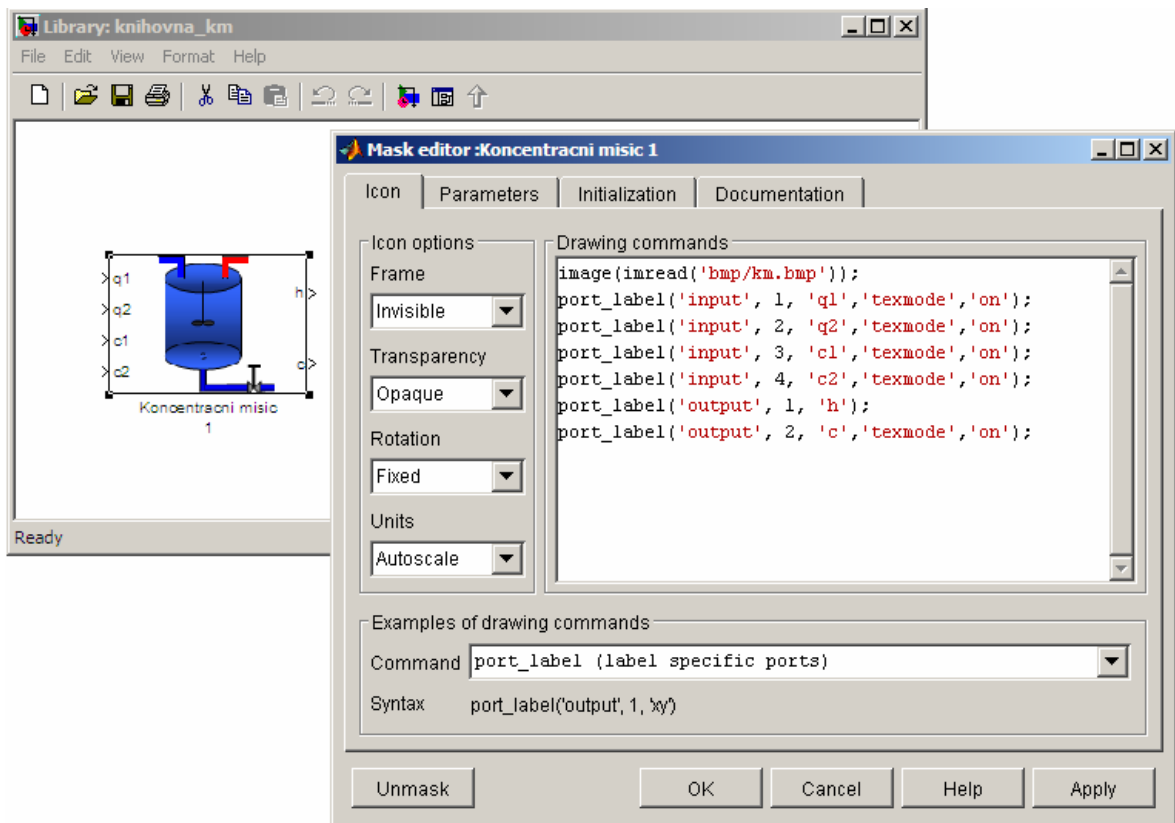 Library: knihovna_km
File Edit View Format Help
q1
q2
c1
c2
h
c
Koncentracni misic
1
Ready
Mask editor :Koncentracni misic 1
Icon Parameters Initialization Documentation
Icon options
Frame
Invisible
Transparency
Opaque
Rotation
Fixed
Units
Autoscale
Drawing commands
image(imread('bmp/km.bmp'));
port_label('input', 1, 'q1','texmode','on');
port_label('input', 2, 'q2','texmode','on');
port_label('input', 3, 'c1','texmode','on');
port_label('input', 4, 'c2','texmode','on');
port_label('output', 1, 'h');
port_label('output', 2, 'c','texmode','on');
Examples of drawing commands
Command port_label (label specific ports)
Syntax port_label('output', 1, 'xy')
Unmask OK Cancel Help Apply